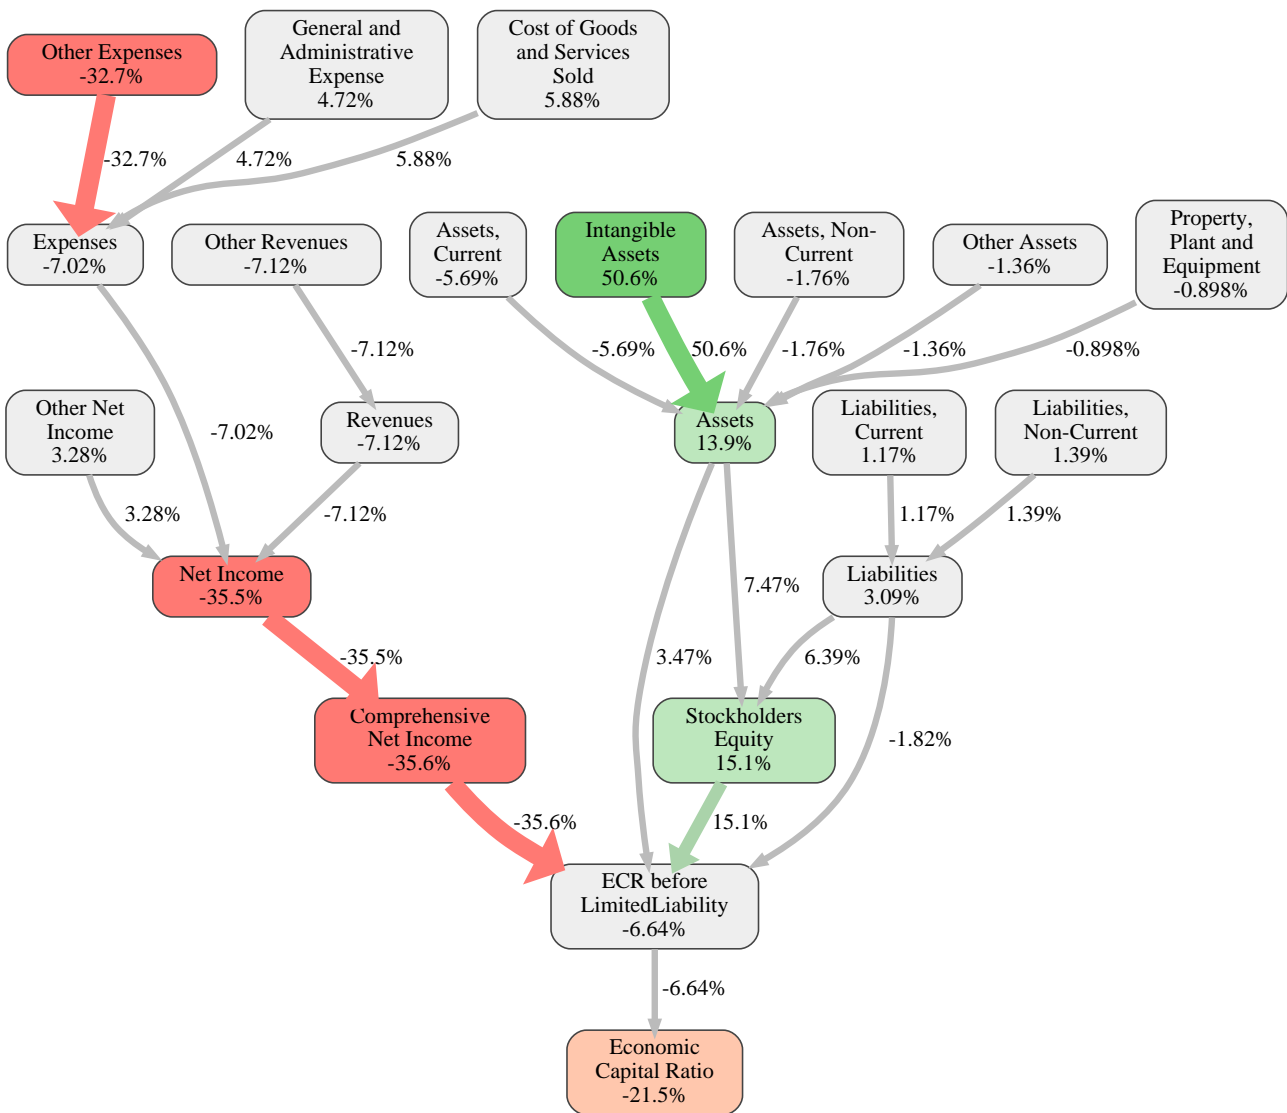 Other Expenses
-32.7%
General and
Administrative
Expense
4.72%
Cost of Goods
and Services
Sold
5.88%
-32.7%
4.72%
5.88%
Expenses
-7.02%
Other Revenues
-7.12%
Assets,
Current
-5.69%
Intangible
Assets
50.6%
Assets, Non-
Current
-1.76%
Other Assets
-1.36%
Property,
Plant and
Equipment
-0.898%
-7.12%
-5.69%
50.6%
-1.76%
-1.36%
-0.898%
Other Net
Income
3.28%
-7.02%
Revenues
-7.12%
Assets
13.9%
Liabilities,
Current
1.17%
Liabilities,
Non-Current
1.39%
3.28%
-7.12%
1.17%
1.39%
Net Income
-35.5%
7.47%
Liabilities
3.09%
-35.5%
3.47%
6.39%
Comprehensive
Net Income
-35.6%
Stockholders
Equity
15.1%
-1.82%
-35.6%
15.1%
ECR before
LimitedLiability
-6.64%
-6.64%
Economic
Capital Ratio
-21.5%